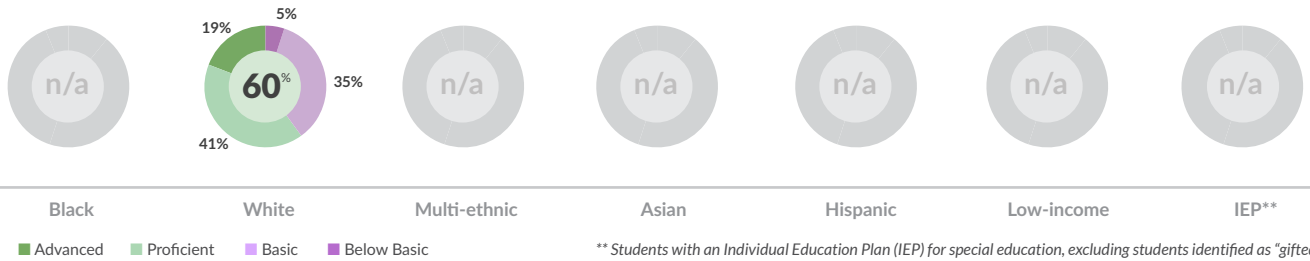 5%
19%
n/a
60%
35%
n/a
n/a
n/a
n/a
n/a
41%
Black White Multi-ethnic Asian Hispanic Low-income IEP**
Advanced Proficient Basic Below Basic
** Students with an Individual Education Plan (IEP) for special education, excluding students identified as “gifte